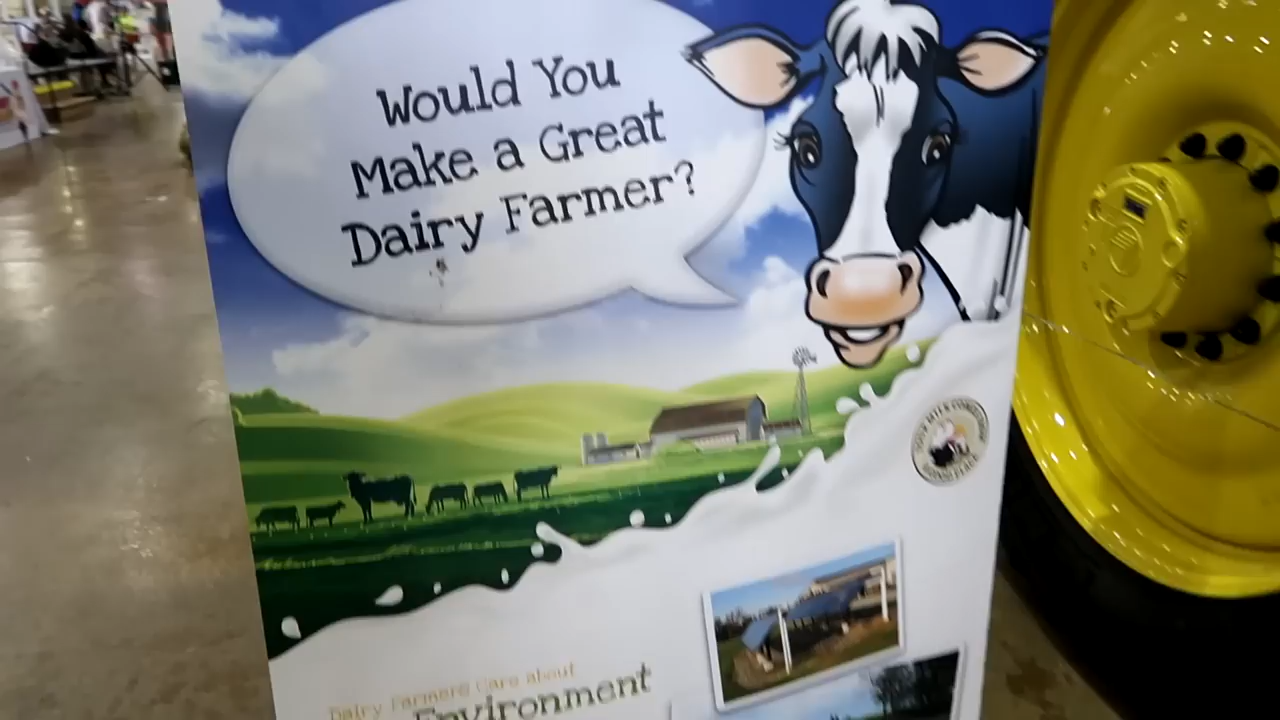 Would You
Make a Great
Dairy Farmer?
Dairy Farmers Care about
Environment